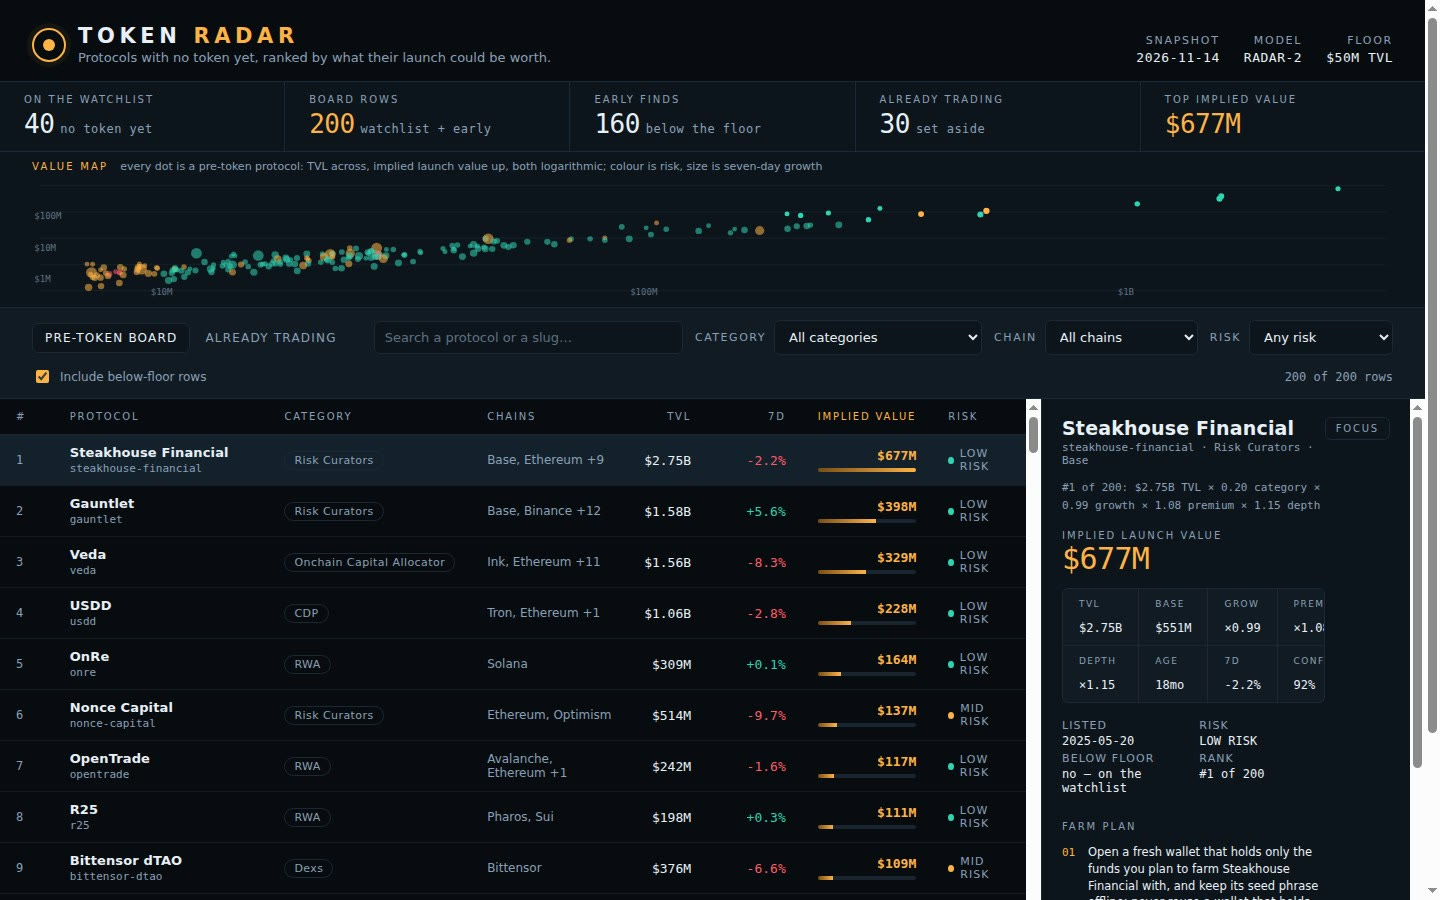 TOKEN RADAR
Protocols with no token yet, ranked by what their launch could be worth.
SNAPSHOT MODEL FLOOR
2026-11-14 RADAR-2 $50M TVL
ON THE WATCHLIST
40 no token yet
BOARD ROWS
200 watchlist + early
EARLY FINDS
160 below the floor
ALREADY TRADING
30 set aside
TOP IMPLIED VALUE
$677M
VALUE MAP every dot is a pre-token protocol: TVL across, implied launch value up, both logarithmic; colour is risk, size is seven-day growth
$100M
$10M
$1M
$10M $100M $1B
PRE-TOKEN BOARD ALREADY TRADING Search a protocol or a slug... CATEGORY All categories CHAIN All chains RISK Any risk
Include below-floor rows 200 of 200 rows
# PROTOCOL CATEGORY CHAINS TVL 7D IMPLIED VALUE RISK
1 Steakhouse Financial Risk Curators Base, Ethereum +9 $2.75B -2.2% $677M LOW RISK
steakhouse-financial
2 Gauntlet Risk Curators Base, Binance +12 $1.58B +5.6% $398M LOW RISK
gauntlet
3 Veda Onchain Capital Allocator Ink, Ethereum +11 $1.56B -8.3% $329M LOW RISK
veda
4 USDD CDP Tron, Ethereum +1 $1.06B -2.8% $228M LOW RISK
usdd
5 OnRe RWA Solana $309M +0.1% $164M LOW RISK
onre
6 Nonce Capital Risk Curators Ethereum, Optimism $514M -9.7% $137M MID RISK
nonce-capital
7 OpenTrade RWA Avalanche, Ethereum +1 $242M -1.6% $117M LOW RISK
opentrade
8 R25 RWA Pharos, Sui $198M +0.3% $111M LOW RISK
r25
9 Bittensor dTAO Dexs Bittensor $376M -6.6% $109M MID RISK
bittensor-dtao
Steakhouse Financial FOCUS
steakhouse-financial · Risk Curators ·
Base
#1 of 200: $2.75B TVL × 0.20 category ×
0.99 growth × 1.08 premium × 1.15 depth
IMPLIED LAUNCH VALUE
$677M
TVL BASE GROW PREM
$2.75B $551M ×0.99 ×1.08
DEPTH AGE 7D CONF
×1.15 18mo -2.2% 92%
LISTED RISK
2025-05-20 LOW RISK
BELOW FLOOR RANK
no — on the #1 of 200
watchlist
FARM PLAN
01 Open a fresh wallet that holds only the
funds you plan to farm Steakhouse
Financial with, and keep its seed phrase